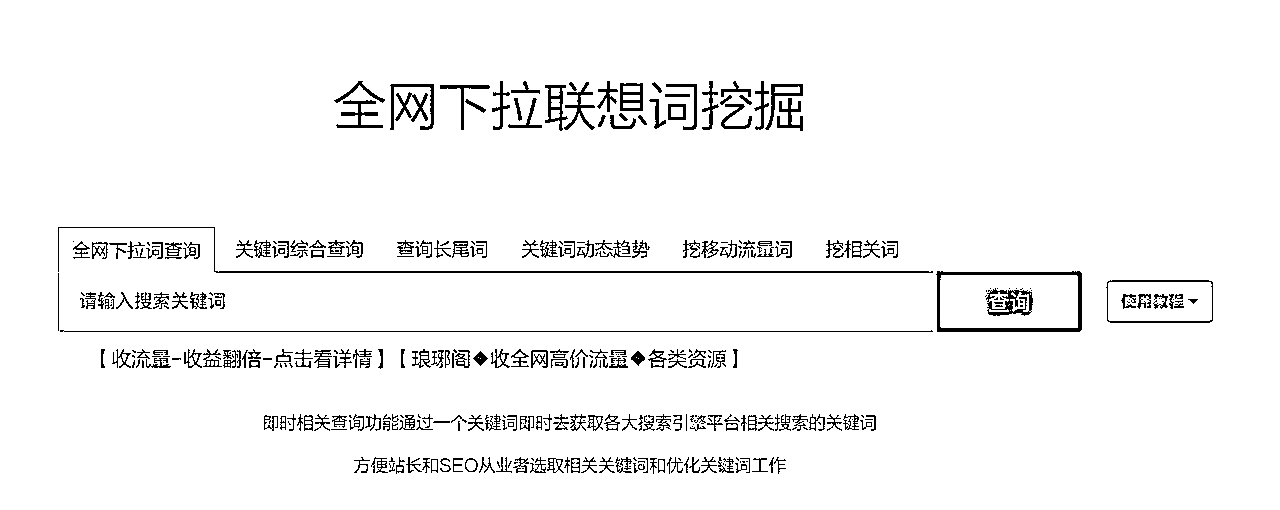 全网下拉联想词挖掘
全网下拉词查询 关键词综合查询 查询长尾词 关键词动态趋势 挖移动流量词 挖相关词
请输入搜索关键词 查询 使用教程
【收流量-收益翻倍-点击看详情】【琅琊阁◆收全网高价流量◆各类资源】
即时相关查询功能通过一个关键词即时去获取各大搜索引擎平台相关搜索的关键词
方便站长和SEO从业者选取相关关键词和优化关键词工作